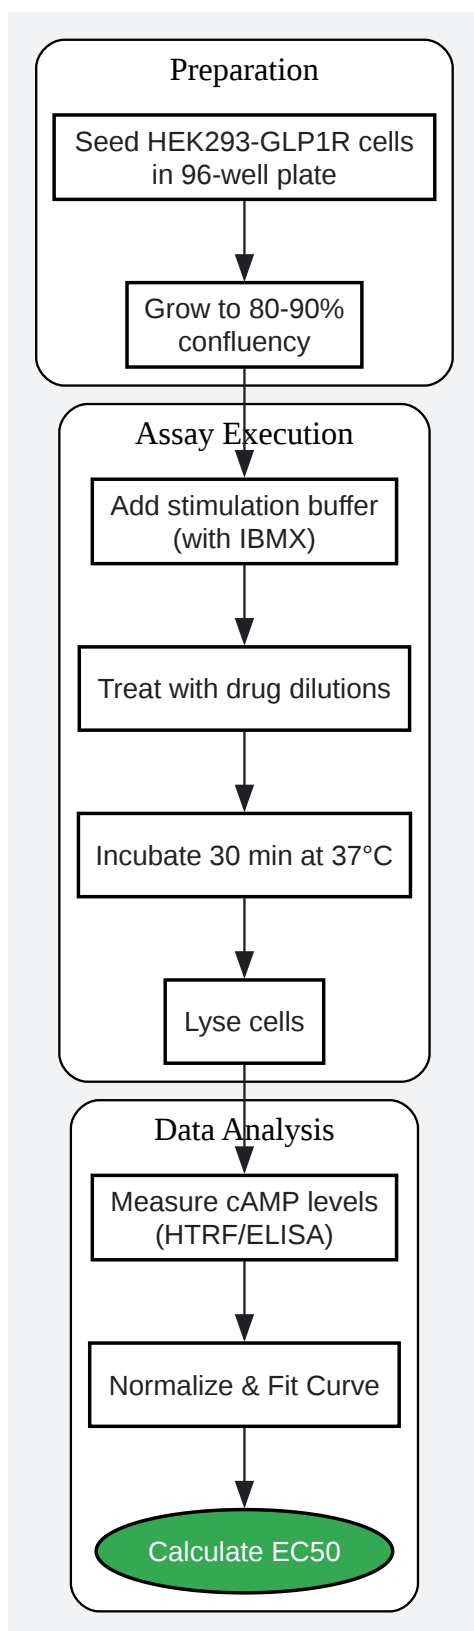 Preparation
Seed HEK293-GLP1R cells
in 96-well plate
Grow to 80-90%
confluency
Assay Execution
Add stimulation buffer
(with IBMX)
Treat with drug dilutions
Incubate 30 min at 37°C
Lyse cells
Data Analysis
Measure cAMP levels
(HTRF/ELISA)
Normalize & Fit Curve
Calculate EC50